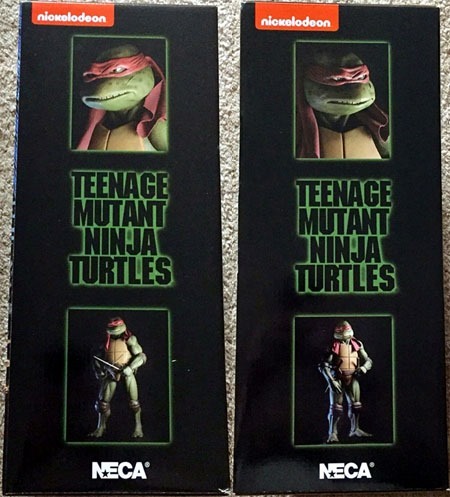 nickelodeon
TEENAGE
MUTANT
NINJA
TURTLES
NECA®
nickelodeon
TEENAGE
MUTANT
NINJA
TURTLES
NECA®